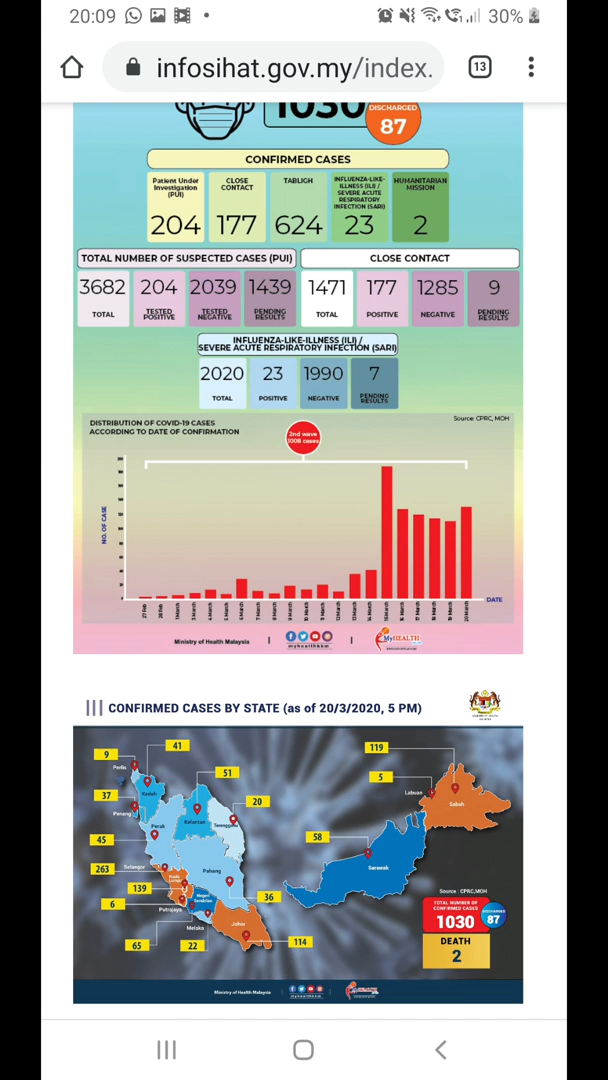 20:09
30%
infosihat.gov.my/index.
13
1030
DISCHARGED
87
CONFIRMED CASES
Patient Under
Investigation
(PUI)
204
CLOSE
CONTACT
177
TABLIGH
624
INFLUENZA-LIKE-
ILLNESS (ILI) /
SEVERE ACUTE
RESPIRATORY
INFECTION (SARI)
23
HUMANITARIAN
MISSION
2
TOTAL NUMBER OF SUSPECTED CASES (PUI)
3682
TOTAL
204
TESTED
POSITIVE
2039
TESTED
NEGATIVE
1439
PENDING
RESULTS
CLOSE CONTACT
1471
TOTAL
177
POSITIVE
1285
NEGATIVE
9
PENDING
RESULTS
INFLUENZA-LIKE-ILLNESS (ILI) /
SEVERE ACUTE RESPIRATORY INFECTION (SARI)
2020
TOTAL
23
POSITIVE
1990
NEGATIVE
7
PENDING
RESULTS
DISTRIBUTION OF COVID-19 CASES
ACCORDING TO DATE OF CONFIRMATION
Source: CPRC, MOH
2nd wave
1008 cases
NO. OF CASE
DATE
Ministry of Health Malaysia
myhealthkkm
MyHEALTH
CONFIRMED CASES BY STATE (as of 20/3/2020, 5 PM)
9
Perlis
41
Kedah
37
Penang
51
Kelantan
20
Terengganu
45
Perak
263
Selangor
Kuala
Lumpur
139
6
Putrajaya
Negeri
Sembilan
65
Melaka
22
Pahang
36
Johor
114
119
Sabah
5
Labuan
58
Sarawak
Source : CPRC,MOH
TOTAL NUMBER OF
CONFIRMED CASES
1030
DISCHARGED
87
DEATH
2
Ministry of Health Malaysia
myhealthkkm